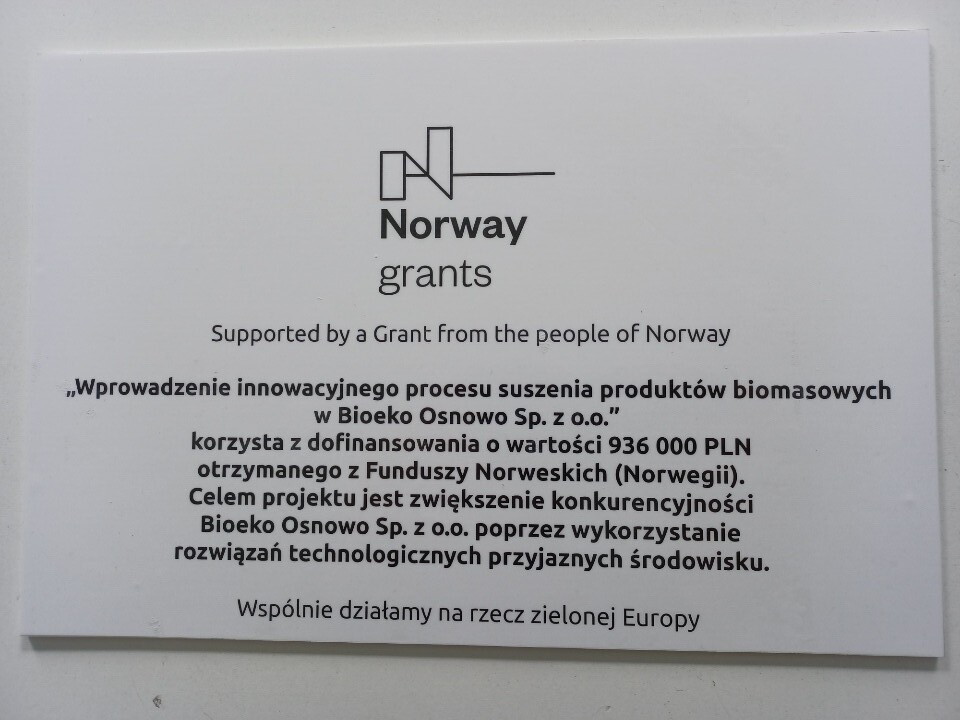 Norway
grants
Supported by a Grant from the people of Norway
„Wprowadzenie innowacyjnego procesu suszenia produktów biomasowych
w Bioeko Osnowo Sp. z o.o.”
korzysta z dofinansowania o wartości 936 000 PLN
otrzymanego z Funduszy Norweskich (Norwegii).
Celem projektu jest zwiększenie konkurencyjności
Bioeko Osnowo Sp. z o.o. poprzez wykorzystanie
rozwiązań technologicznych przyjaznych środowisku.
Wspólnie działamy na rzecz zielonej Europy